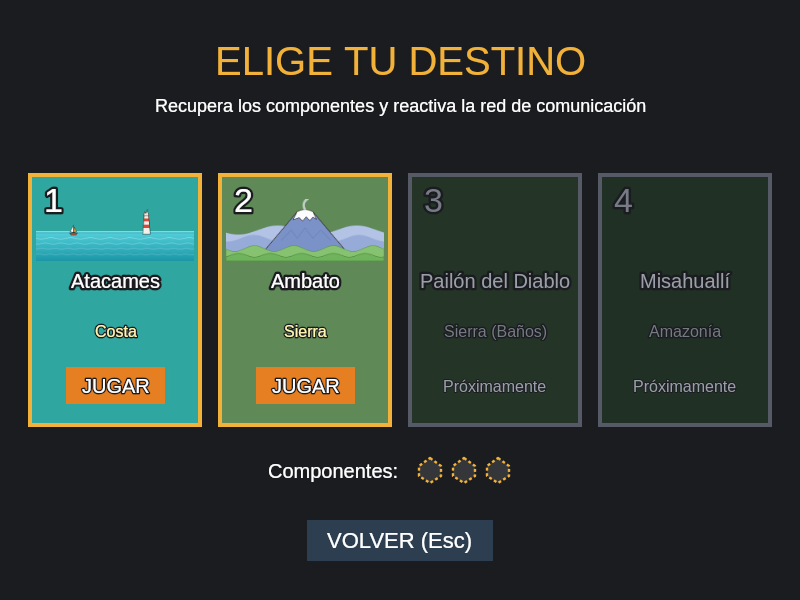 ELIGE TU DESTINO
Recupera los componentes y reactiva la red de comunicación
1
Atacames
Costa
JUGAR
2
Ambato
Sierra
JUGAR
3
Pailón del Diablo
Sierra (Baños)
Próximamente
4
Misahuallí
Amazonía
Próximamente
Componentes:
VOLVER (Esc)